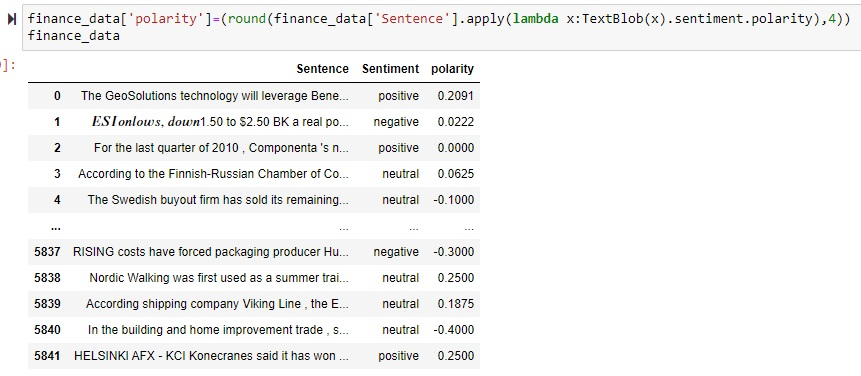 finance_data['polarity']=(round(finance_data['Sentence'].apply(lambda x:TextBlob(x).sentiment.polarity),4))
finance_data
]:
Sentence Sentiment polarity
0 The GeoSolutions technology will leverage Bene... positive 0.2091
1 ESIonlows, down1.50 to $2.50 BK a real po... negative 0.0222
2 For the last quarter of 2010 , Componenta 's n... positive 0.0000
3 According to the Finnish-Russian Chamber of Co... neutral 0.0625
4 The Swedish buyout firm has sold its remaining... neutral -0.1000
... ... ... ...
5837 RISING costs have forced packaging producer Hu... negative -0.3000
5838 Nordic Walking was first used as a summer trai... neutral 0.2500
5839 According shipping company Viking Line , the E... neutral 0.1875
5840 In the building and home improvement trade , s... neutral -0.4000
5841 HELSINKI AFX - KCI Konecranes said it has won ... positive 0.2500